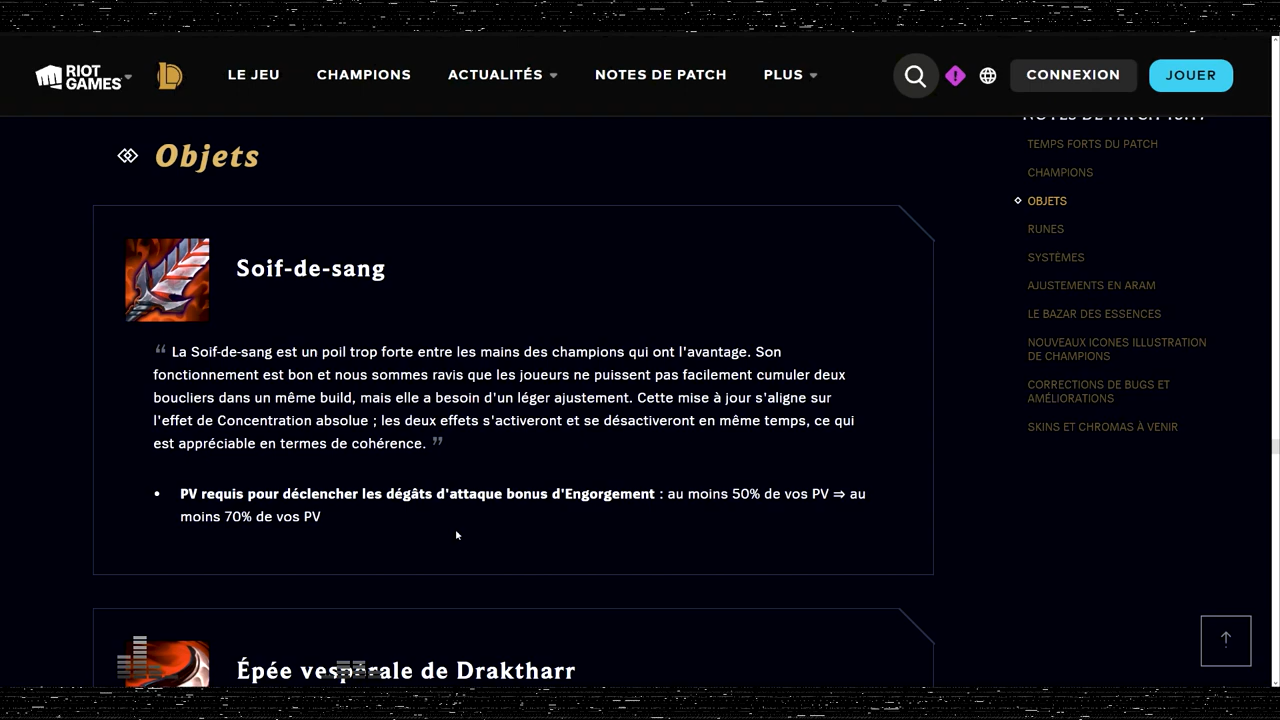 RIOT GAMES
LE JEU
CHAMPIONS
ACTUALITÉS
NOTES DE PATCH
PLUS
CONNEXION
JOUER
Objets
Soif-de-sang
“ La Soif-de-sang est un poil trop forte entre les mains des champions qui ont l'avantage. Son
fonctionnement est bon et nous sommes ravis que les joueurs ne puissent pas facilement cumuler deux
boucliers dans un même build, mais elle a besoin d'un léger ajustement. Cette mise à jour s'aligne sur
l'effet de Concentration absolue ; les deux effets s'activeront et se désactiveront en même temps, ce qui
est appréciable en termes de cohérence. ”
• PV requis pour déclencher les dégâts d'attaque bonus d'Engorgement : au moins 50% de vos PV ⇒ au
moins 70% de vos PV
Épée vespérale de Draktharr
NOTES DE PATCH
TEMPS FORTS DU PATCH
CHAMPIONS
OBJETS
RUNES
SYSTÈMES
AJUSTEMENTS EN ARAM
LE BAZAR DES ESSENCES
NOUVEAUX ICONES ILLUSTRATION
DE CHAMPIONS
CORRECTIONS DE BUGS ET
AMÉLIORATIONS
SKINS ET CHROMAS À VENIR